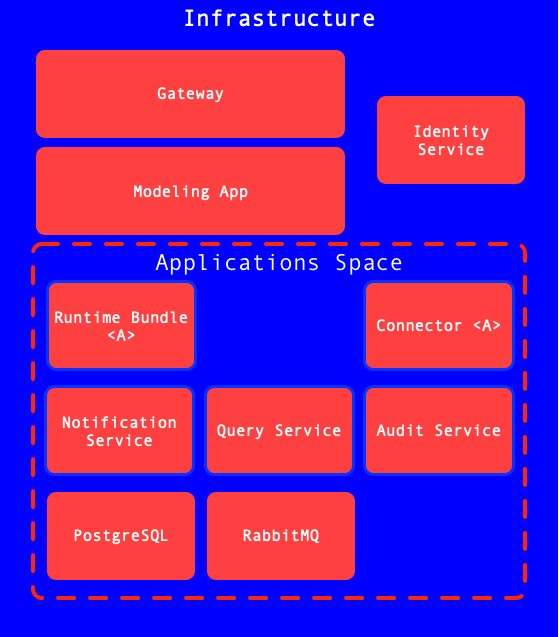 Infrastructure
Gateway
Identity
Service
Modeling App
Applications Space
Runtime Bundle
<A>
Connector <A>
Notification
Service
Query Service
Audit Service
PostgreSQL
RabbitMQ